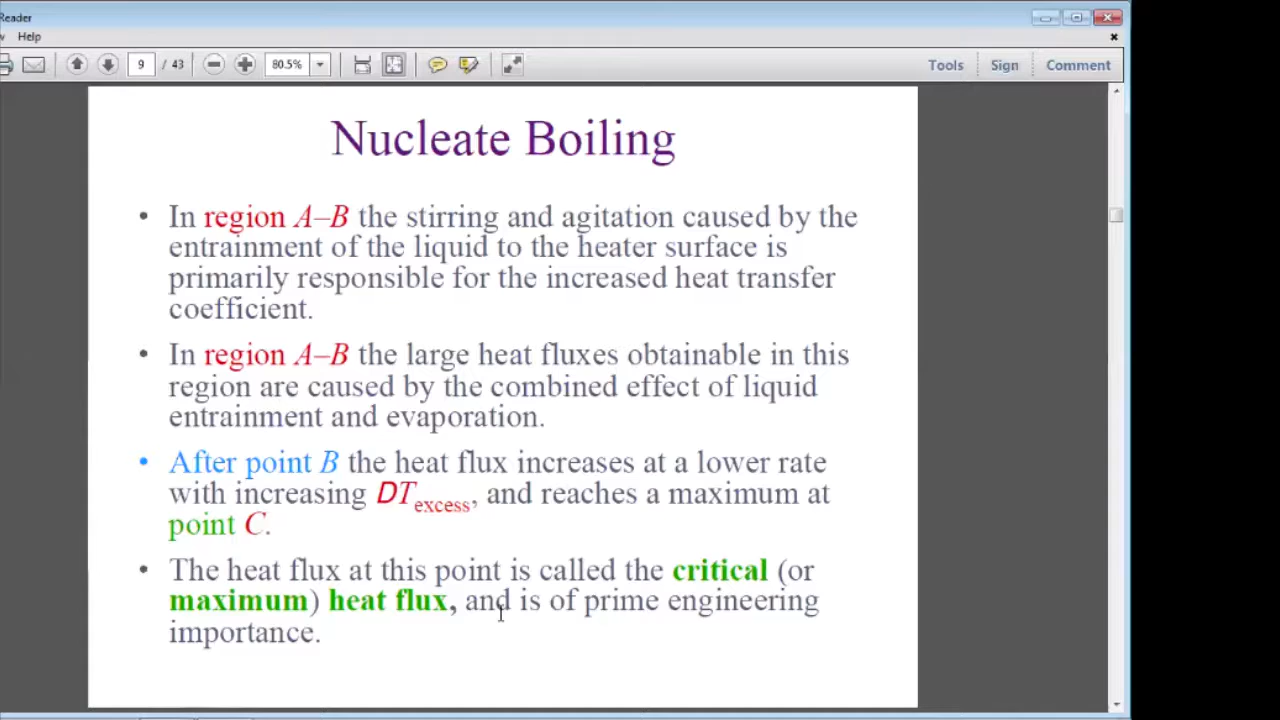 Reader
Help
9 / 43
80.5%
Tools
Sign
Comment
Nucleate Boiling
• In region A–B the stirring and agitation caused by the
entrainment of the liquid to the heater surface is
primarily responsible for the increased heat transfer
coefficient.
• In region A–B the large heat fluxes obtainable in this
region are caused by the combined effect of liquid
entrainment and evaporation.
• After point B the heat flux increases at a lower rate
with increasing DTexcess, and reaches a maximum at
point C.
• The heat flux at this point is called the critical (or
maximum) heat flux, and is of prime engineering
importance.